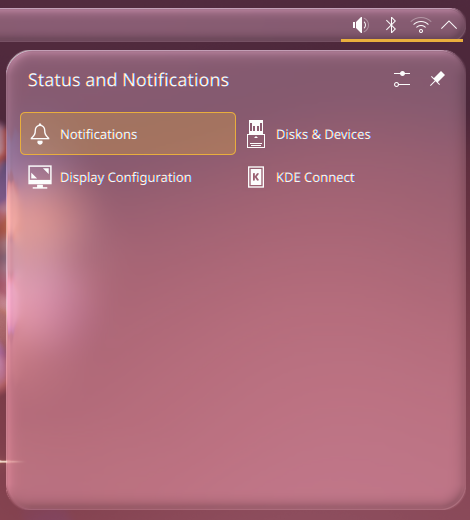 Status and Notifications
Notifications
Disks & Devices
Display Configuration
KDE Connect